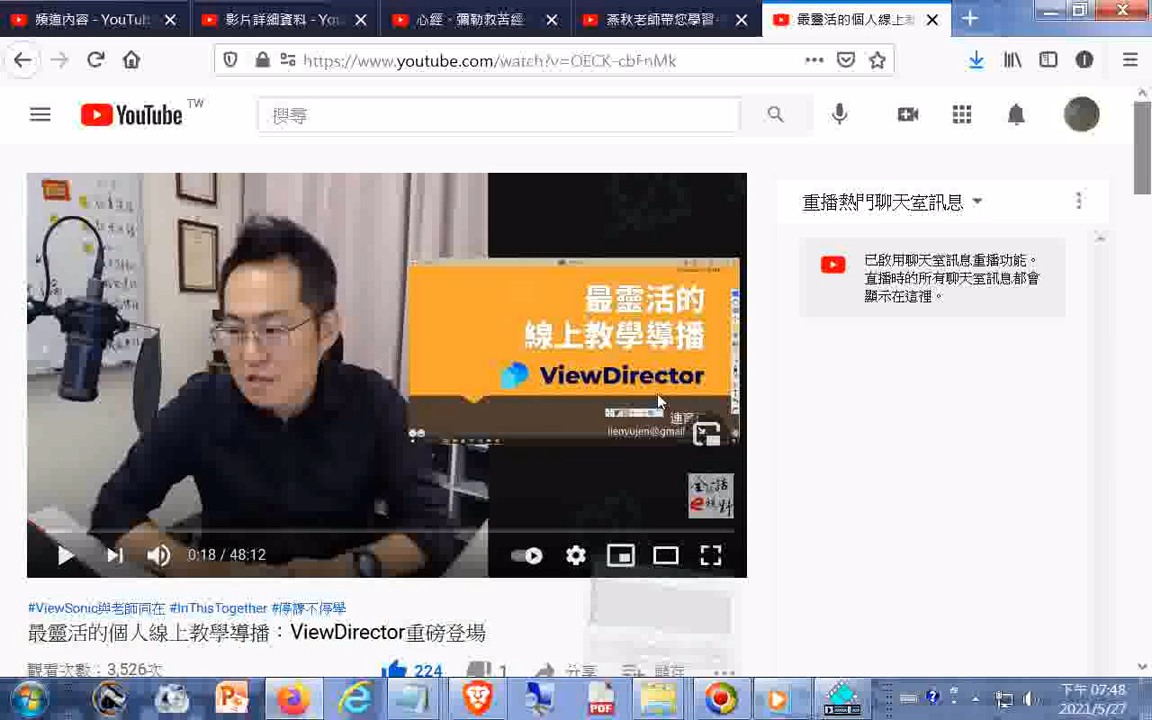 頻道內容 - YouTu
影片詳細資料 - Yo
心經‧彌勒救苦經
燕秋老師帶您學習
最靈活的個人線上
https://www.youtube.com/watch?v=
YouTube TW
搜尋
重播熱門聊天室訊息
已啟用聊天室訊息重播功能。
直播時的所有聊天室訊息都會
顯示在這裡。
最靈活的
線上教學導播
ViewDirector
lienyujen@gmail
0:18 / 48:12
#ViewSonic與老師同在 #InThisTogether #停課不停學
最靈活的個人線上教學導播：ViewDirector重磅登場
觀看次數：3,526次
224
1
分享
儲存
PDF
下午 07:48
2021/5/27